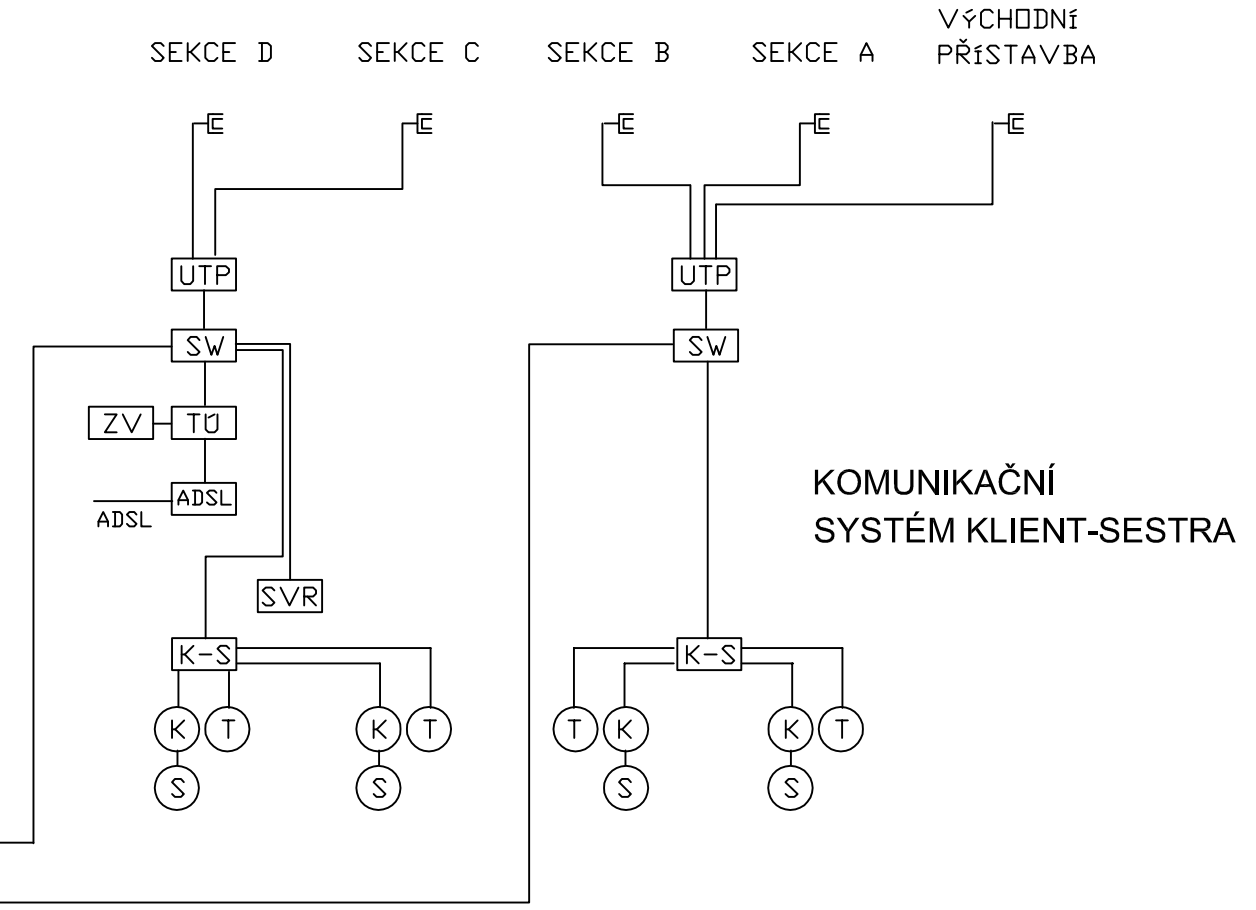 VÝCHODNÍ
SEKCE D SEKCE C SEKCE B SEKCE A PŘÍSTAVBA
UTP UTP
SW SW
ZV TÚ
ADSL
ADSL
KOMUNIKAČNÍ
SYSTÉM KLIENT-SESTRA
SVR
K-S K-S
K T K T T K K T
S S S S